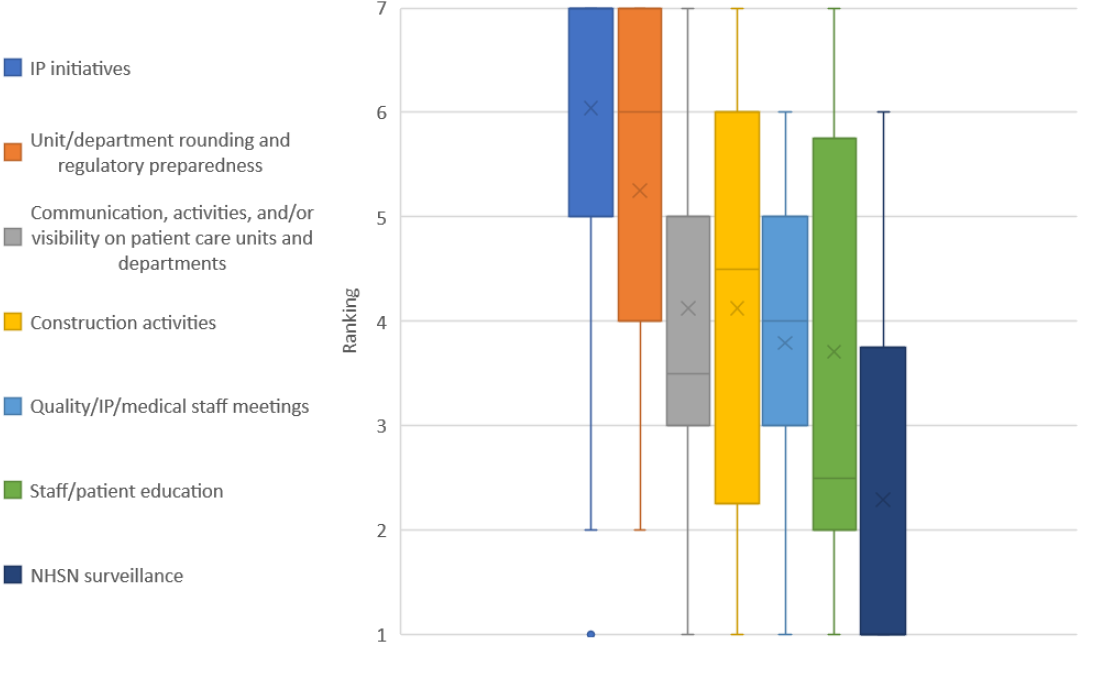 IP initiatives
Unit/department rounding and
regulatory preparedness
Communication, activities, and/or
visibility on patient care units and
departments
Construction activities
Quality/IP/medical staff meetings
Staff/patient education
NHSN surveillance
Ranking
7
6
5
4
3
2
1